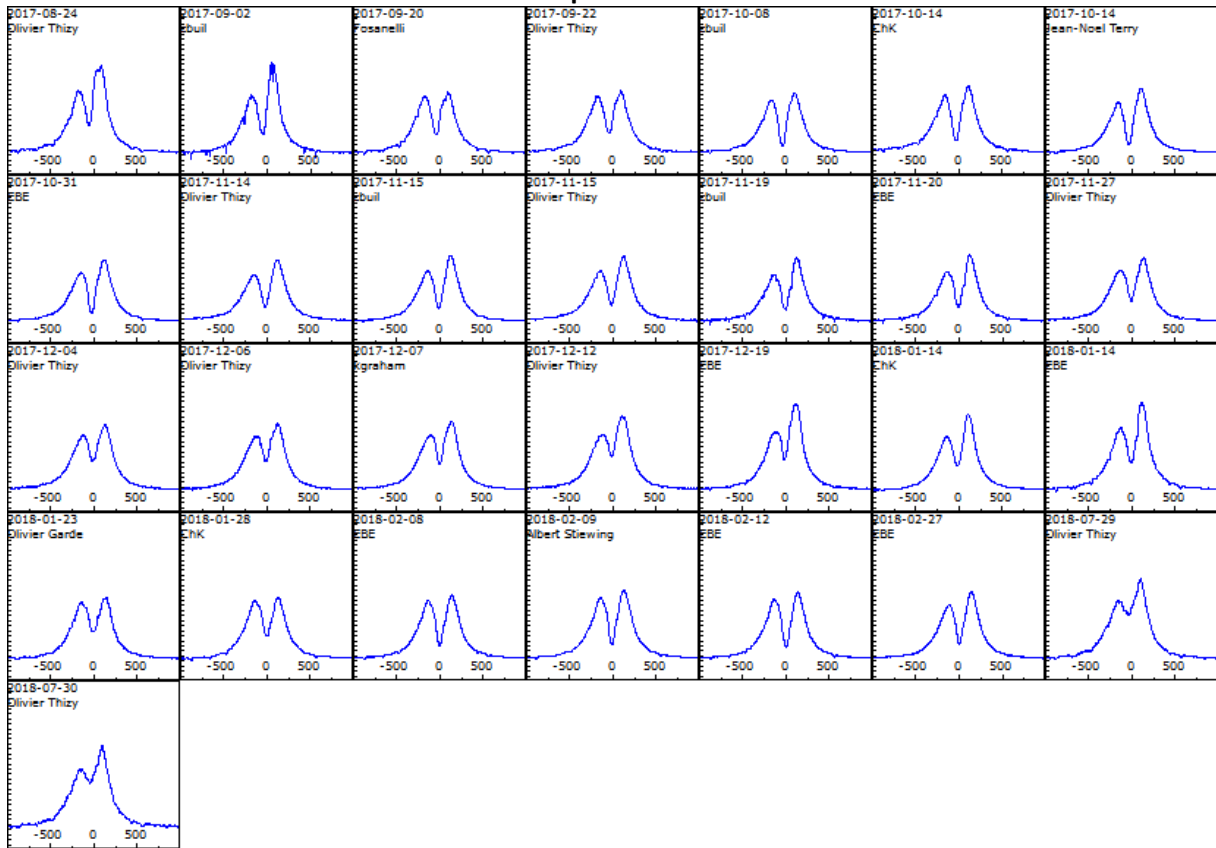 2017-08-24
Olivier Thizy
-500 0 500
2017-09-02
cbuil
-500 0 500
2017-09-20
-500 0 500
2017-09-22
Olivier Thizy
-500 0 500
2017-10-08
cbuil
-500 0 500
2017-10-14
ChK
-500 0 500
2017-10-14
Jean-Noel Terry
-500 0 500
2017-10-31
EBE
-500 0 500
2017-11-14
Olivier Thizy
-500 0 500
2017-11-15
cbuil
-500 0 500
2017-11-15
Olivier Thizy
-500 0 500
2017-11-19
cbuil
-500 0 500
2017-11-20
EBE
-500 0 500
2017-11-27
Olivier Thizy
-500 0 500
2017-12-04
Olivier Thizy
-500 0 500
2017-12-06
Olivier Thizy
-500 0 500
2017-12-07
kgraham
-500 0 500
2017-12-12
Olivier Thizy
-500 0 500
2017-12-19
EBE
-500 0 500
2018-01-14
ChK
-500 0 500
2018-01-14
EBE
-500 0 500
2018-01-23
Olivier Garde
-500 0 500
2018-01-28
ChK
-500 0 500
2018-02-08
EBE
-500 0 500
2018-02-09
Albert Stiewing
-500 0 500
2018-02-12
EBE
-500 0 500
2018-02-27
EBE
-500 0 500
2018-07-29
Olivier Thizy
-500 0 500
2018-07-30
Olivier Thizy
-500 0 500